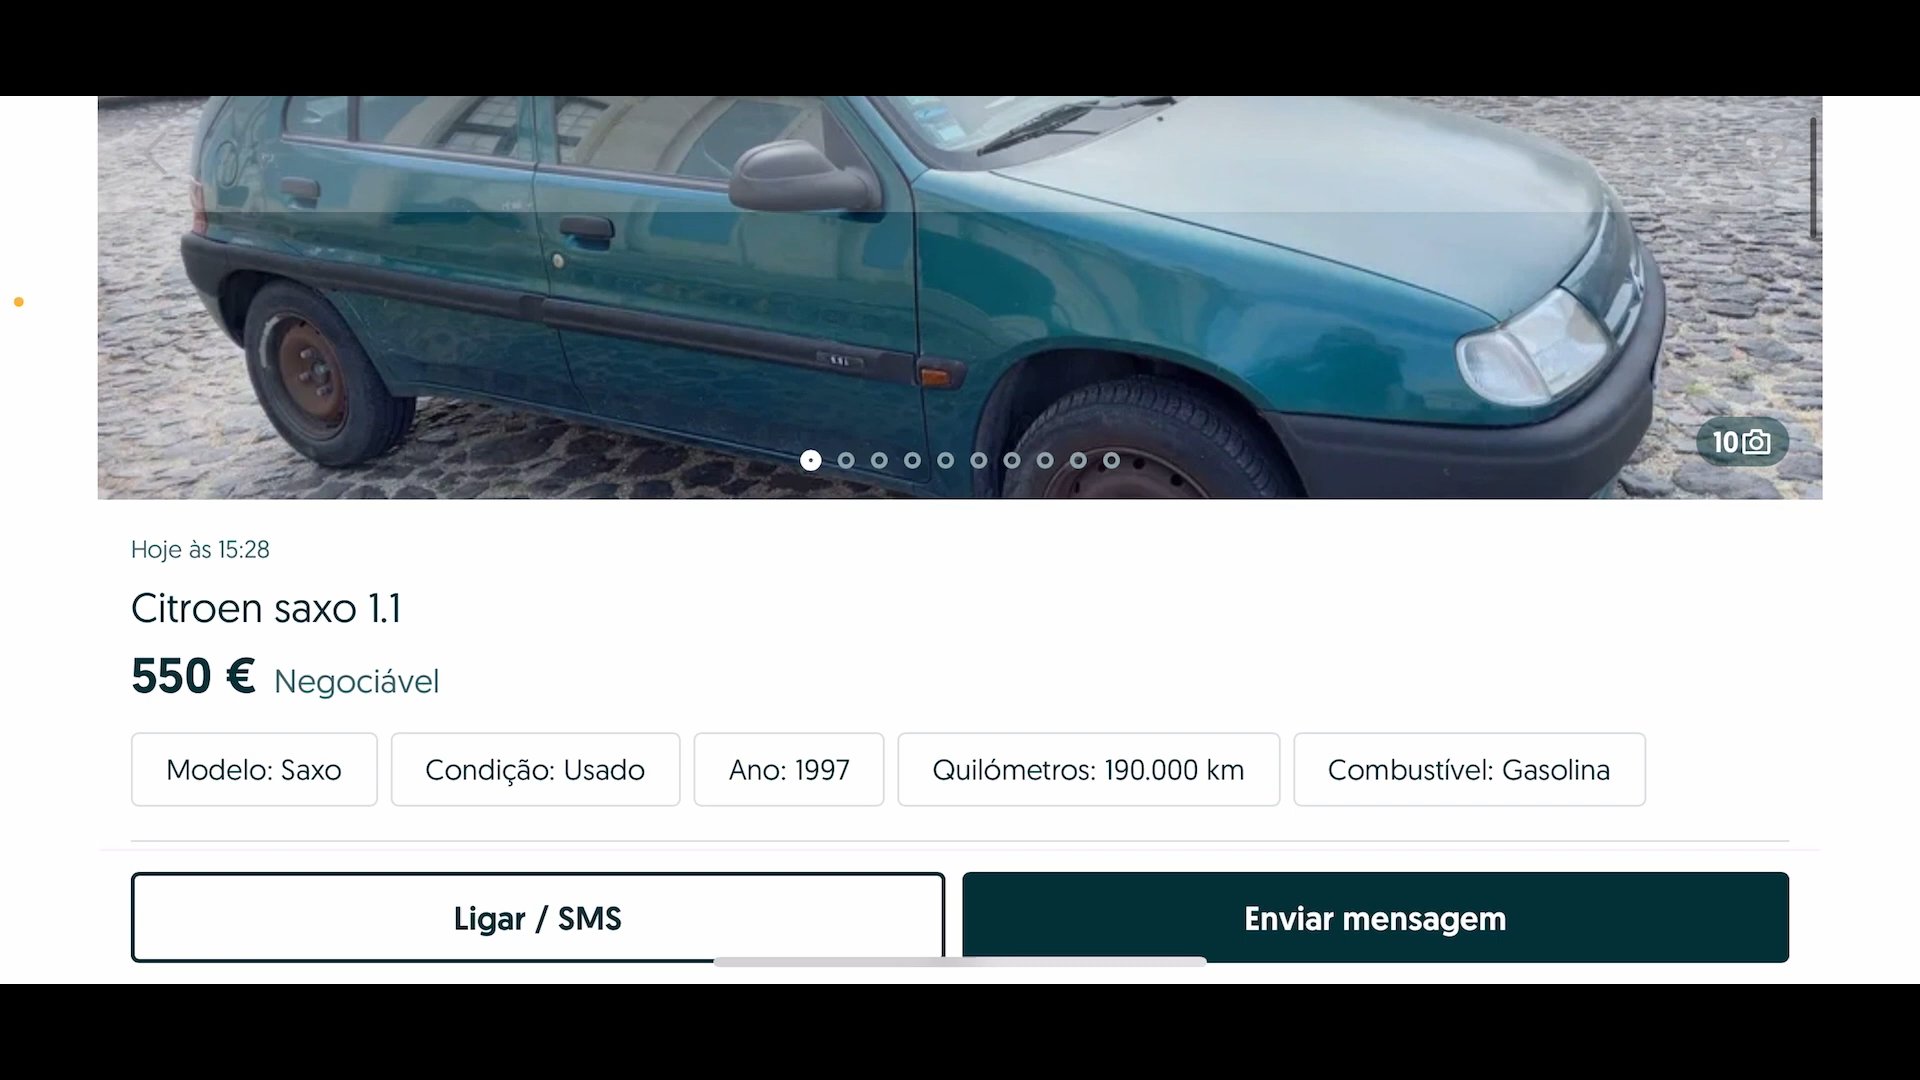 10
Hoje às 15:28
Citroen saxo 1.1
550 € Negociável
Modelo: Saxo
Condição: Usado
Ano: 1997
Quilómetros: 190.000 km
Combustível: Gasolina
Ligar / SMS
Enviar mensagem